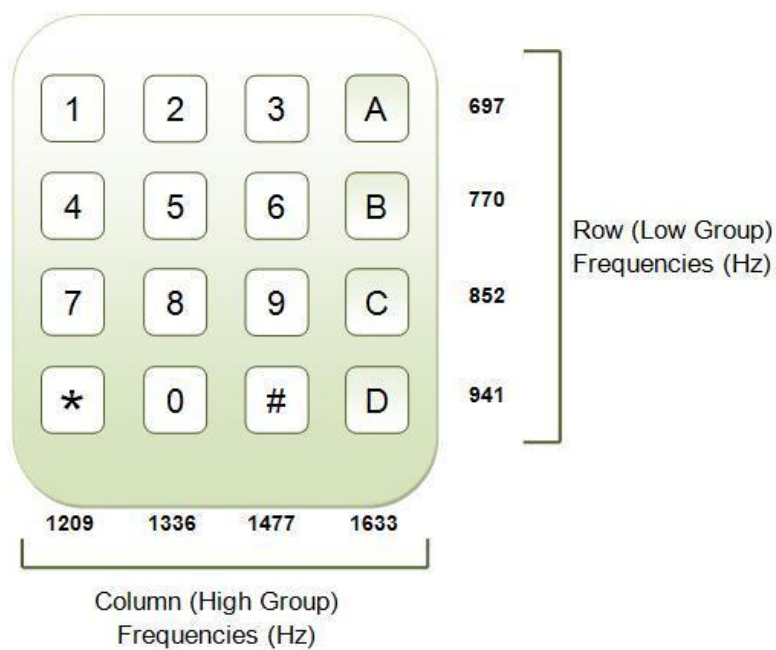 1 2 3 A 697
4 5 6 B 770
Row (Low Group)
Frequencies (Hz)
7 8 9 C 852
* 0 # D 941
1209 1336 1477 1633
Column (High Group)
Frequencies (Hz)